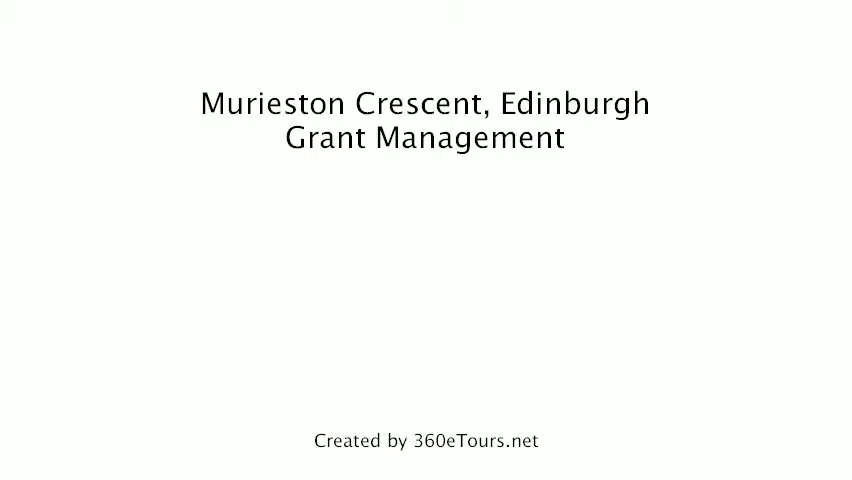 Murieston Crescent, Edinburgh
Grant Management
Created by 360eTours.net